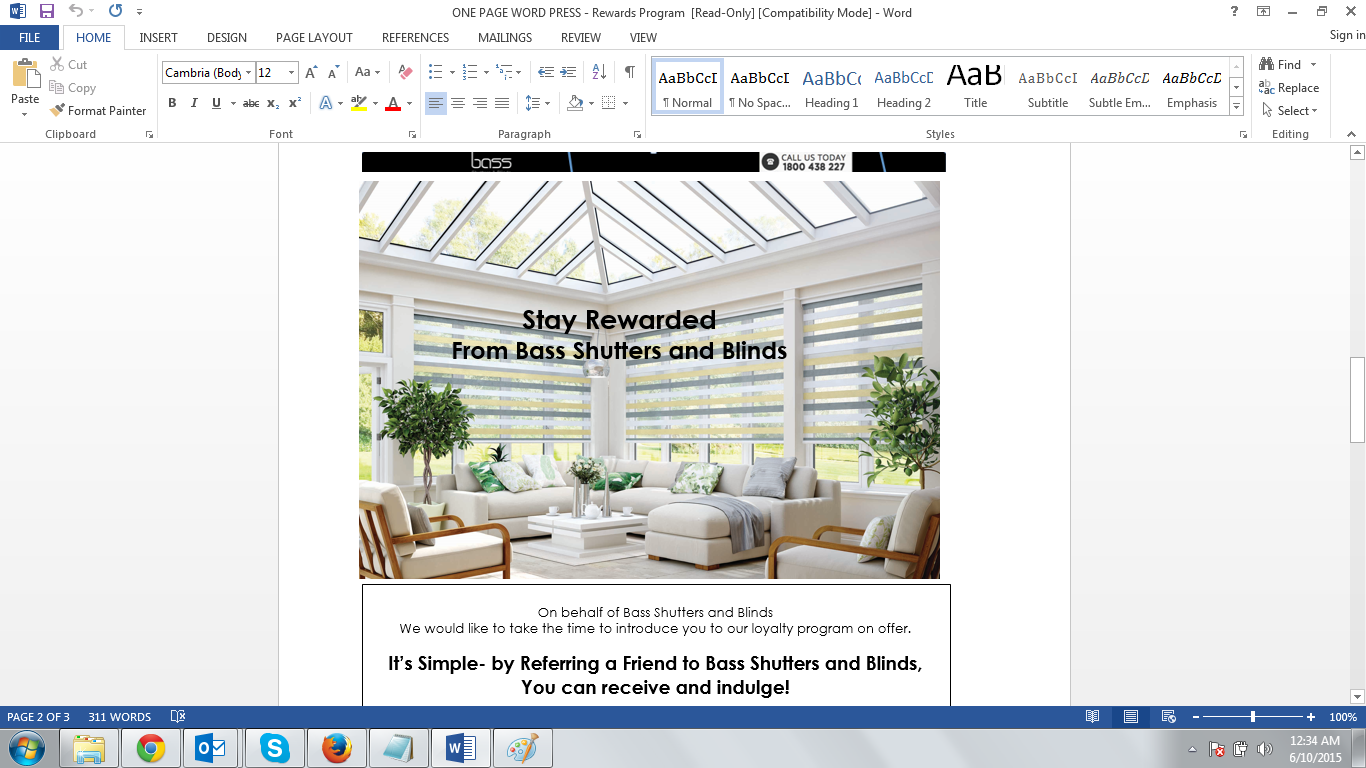 ONE PAGE WORD PRESS - Rewards Program [Read-Only] [Compatibility Mode] - Word
FILE HOME INSERT DESIGN PAGE LAYOUT REFERENCES MAILINGS REVIEW VIEW Sign in
Paste
Cut
Copy
Format Painter
Clipboard
Cambria (Body 12
Font
Paragraph
AaBbCcI AaBbCcI AaBbCc AaBbCcD AaB AaBbCcI AaBbCcD AaBbCcD
¶ Normal ¶ No Spac... Heading 1 Heading 2 Title Subtitle Subtle Em... Emphasis
Styles
Find
Replace
Select
Editing
bass
CALL US TODAY
1800 438 227
Stay Rewarded
From Bass Shutters and Blinds
On behalf of Bass Shutters and Blinds
We would like to take the time to introduce you to our loyalty program on offer.
It's Simple- by Referring a Friend to Bass Shutters and Blinds,
You can receive and indulge!
PAGE 2 OF 3 311 WORDS 100%
12:34 AM
6/10/2015